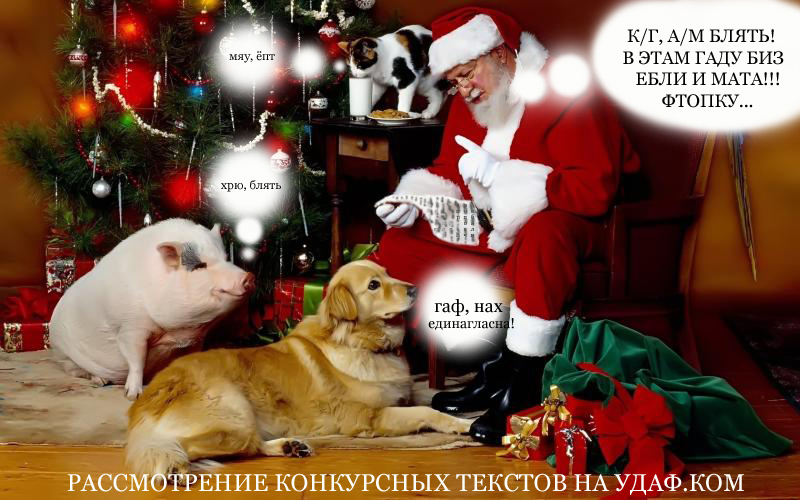 К/Г, А/М БЛЯТЬ!
В ЭТАМ ГАДУ БИЗ
ЕБЛИ И МАТА!!!
ФТОПКУ...
мяу, ёпт
хрю, блять
гаф, нах
единагласна!
РАССМОТРЕНИЕ КОНКУРСНЫХ ТЕКСТОВ НА УДАФ.КОМ